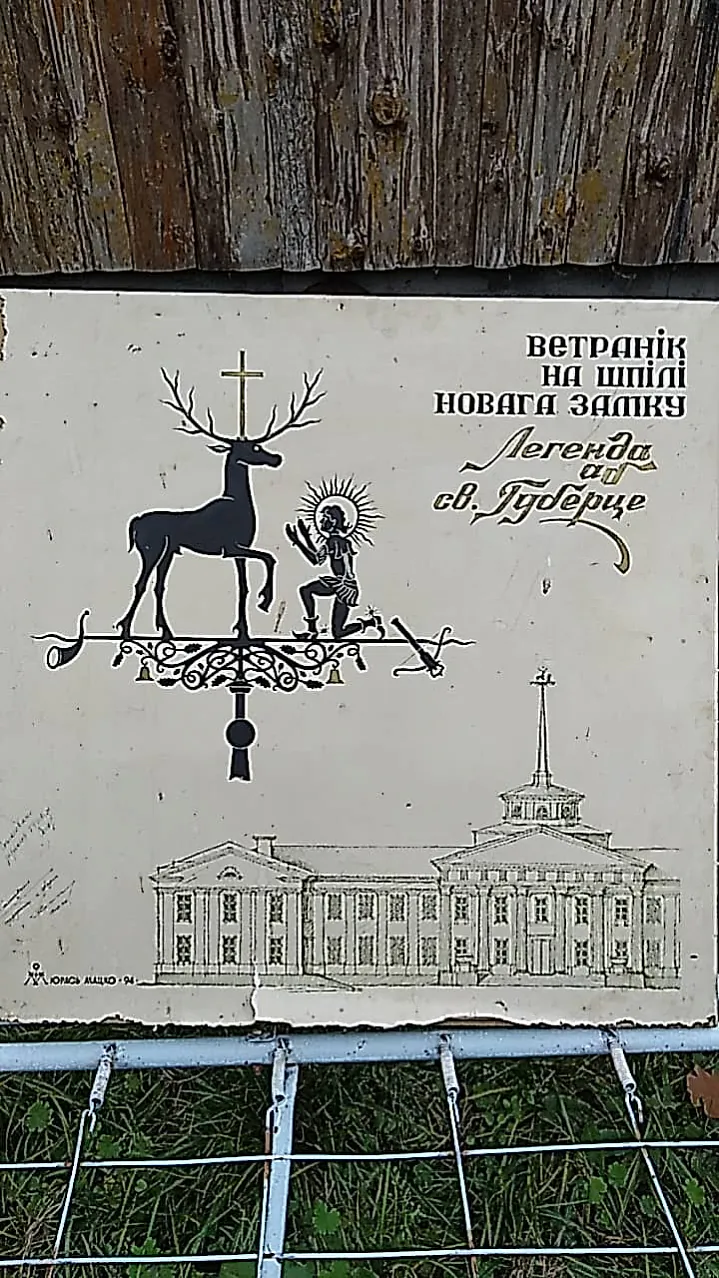 ВЕТРАНІК
НА ШПІЛІ
НОВАГА ЗАМКУ
Легенда
аб
св. Губерце
ЮРАСЬ МАЦКО - 94